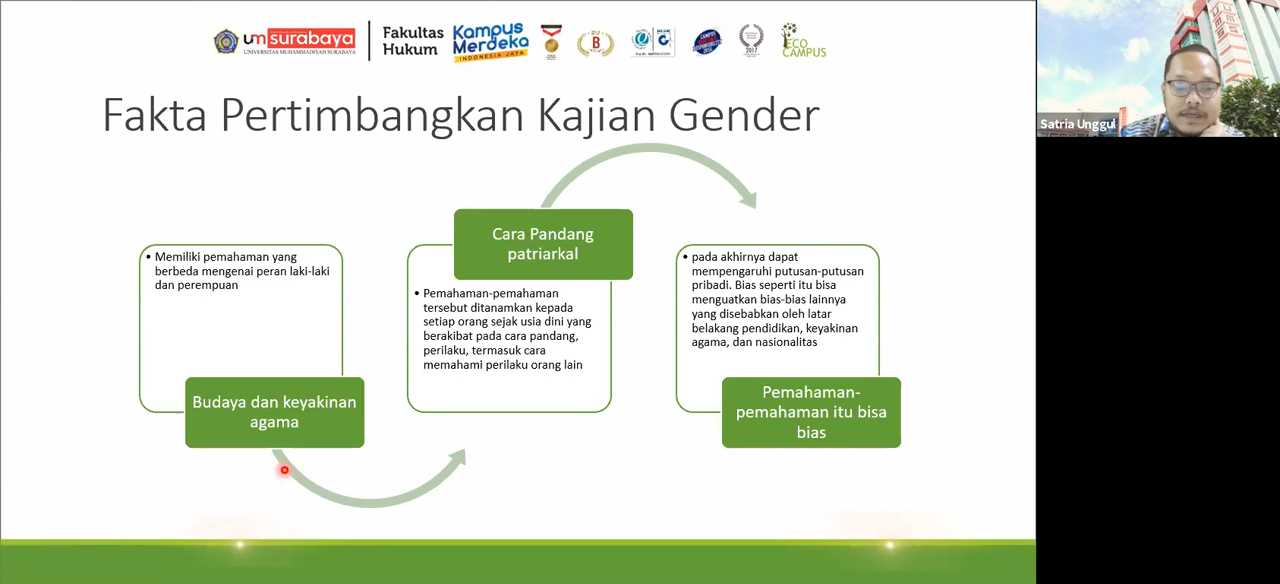 um surabaya
UNIVERSITAS MUHAMMADIYAH SURABAYA
Fakultas
Hukum
Kampus
Merdeka
INDONESIA JAYA
B
2017
ECO
CAMPUS
Satria Unggul
Fakta Pertimbangkan Kajian Gender
• Memiliki pemahaman yang
berbeda mengenai peran laki-laki
dan perempuan
Budaya dan keyakinan
agama
Cara Pandang
patriarkal
• Pemahaman-pemahaman
tersebut ditanamkan kepada
setiap orang sejak usia dini yang
berakibat pada cara pandang,
perilaku, termasuk cara
memahami perilaku orang lain
• pada akhirnya dapat
mempengaruhi putusan-putusan
pribadi. Bias seperti itu bisa
menguatkan bias-bias lainnya
yang disebabkan oleh latar
belakang pendidikan, keyakinan
agama, dan nasionalitas
Pemahaman-
pemahaman itu bisa
bias